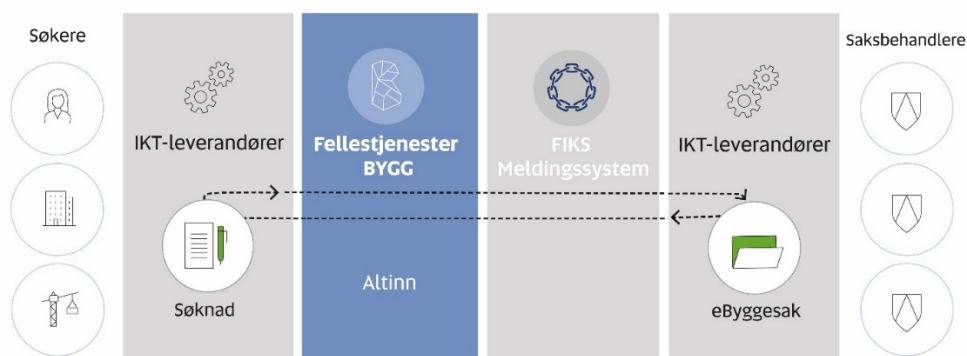 Søkere
IKT-leverandører
Søknad
Fellestjenester
BYGG
Altinn
FIKS
Meldingssystem
IKT-leverandører
eByggesak
Saksbehandlere